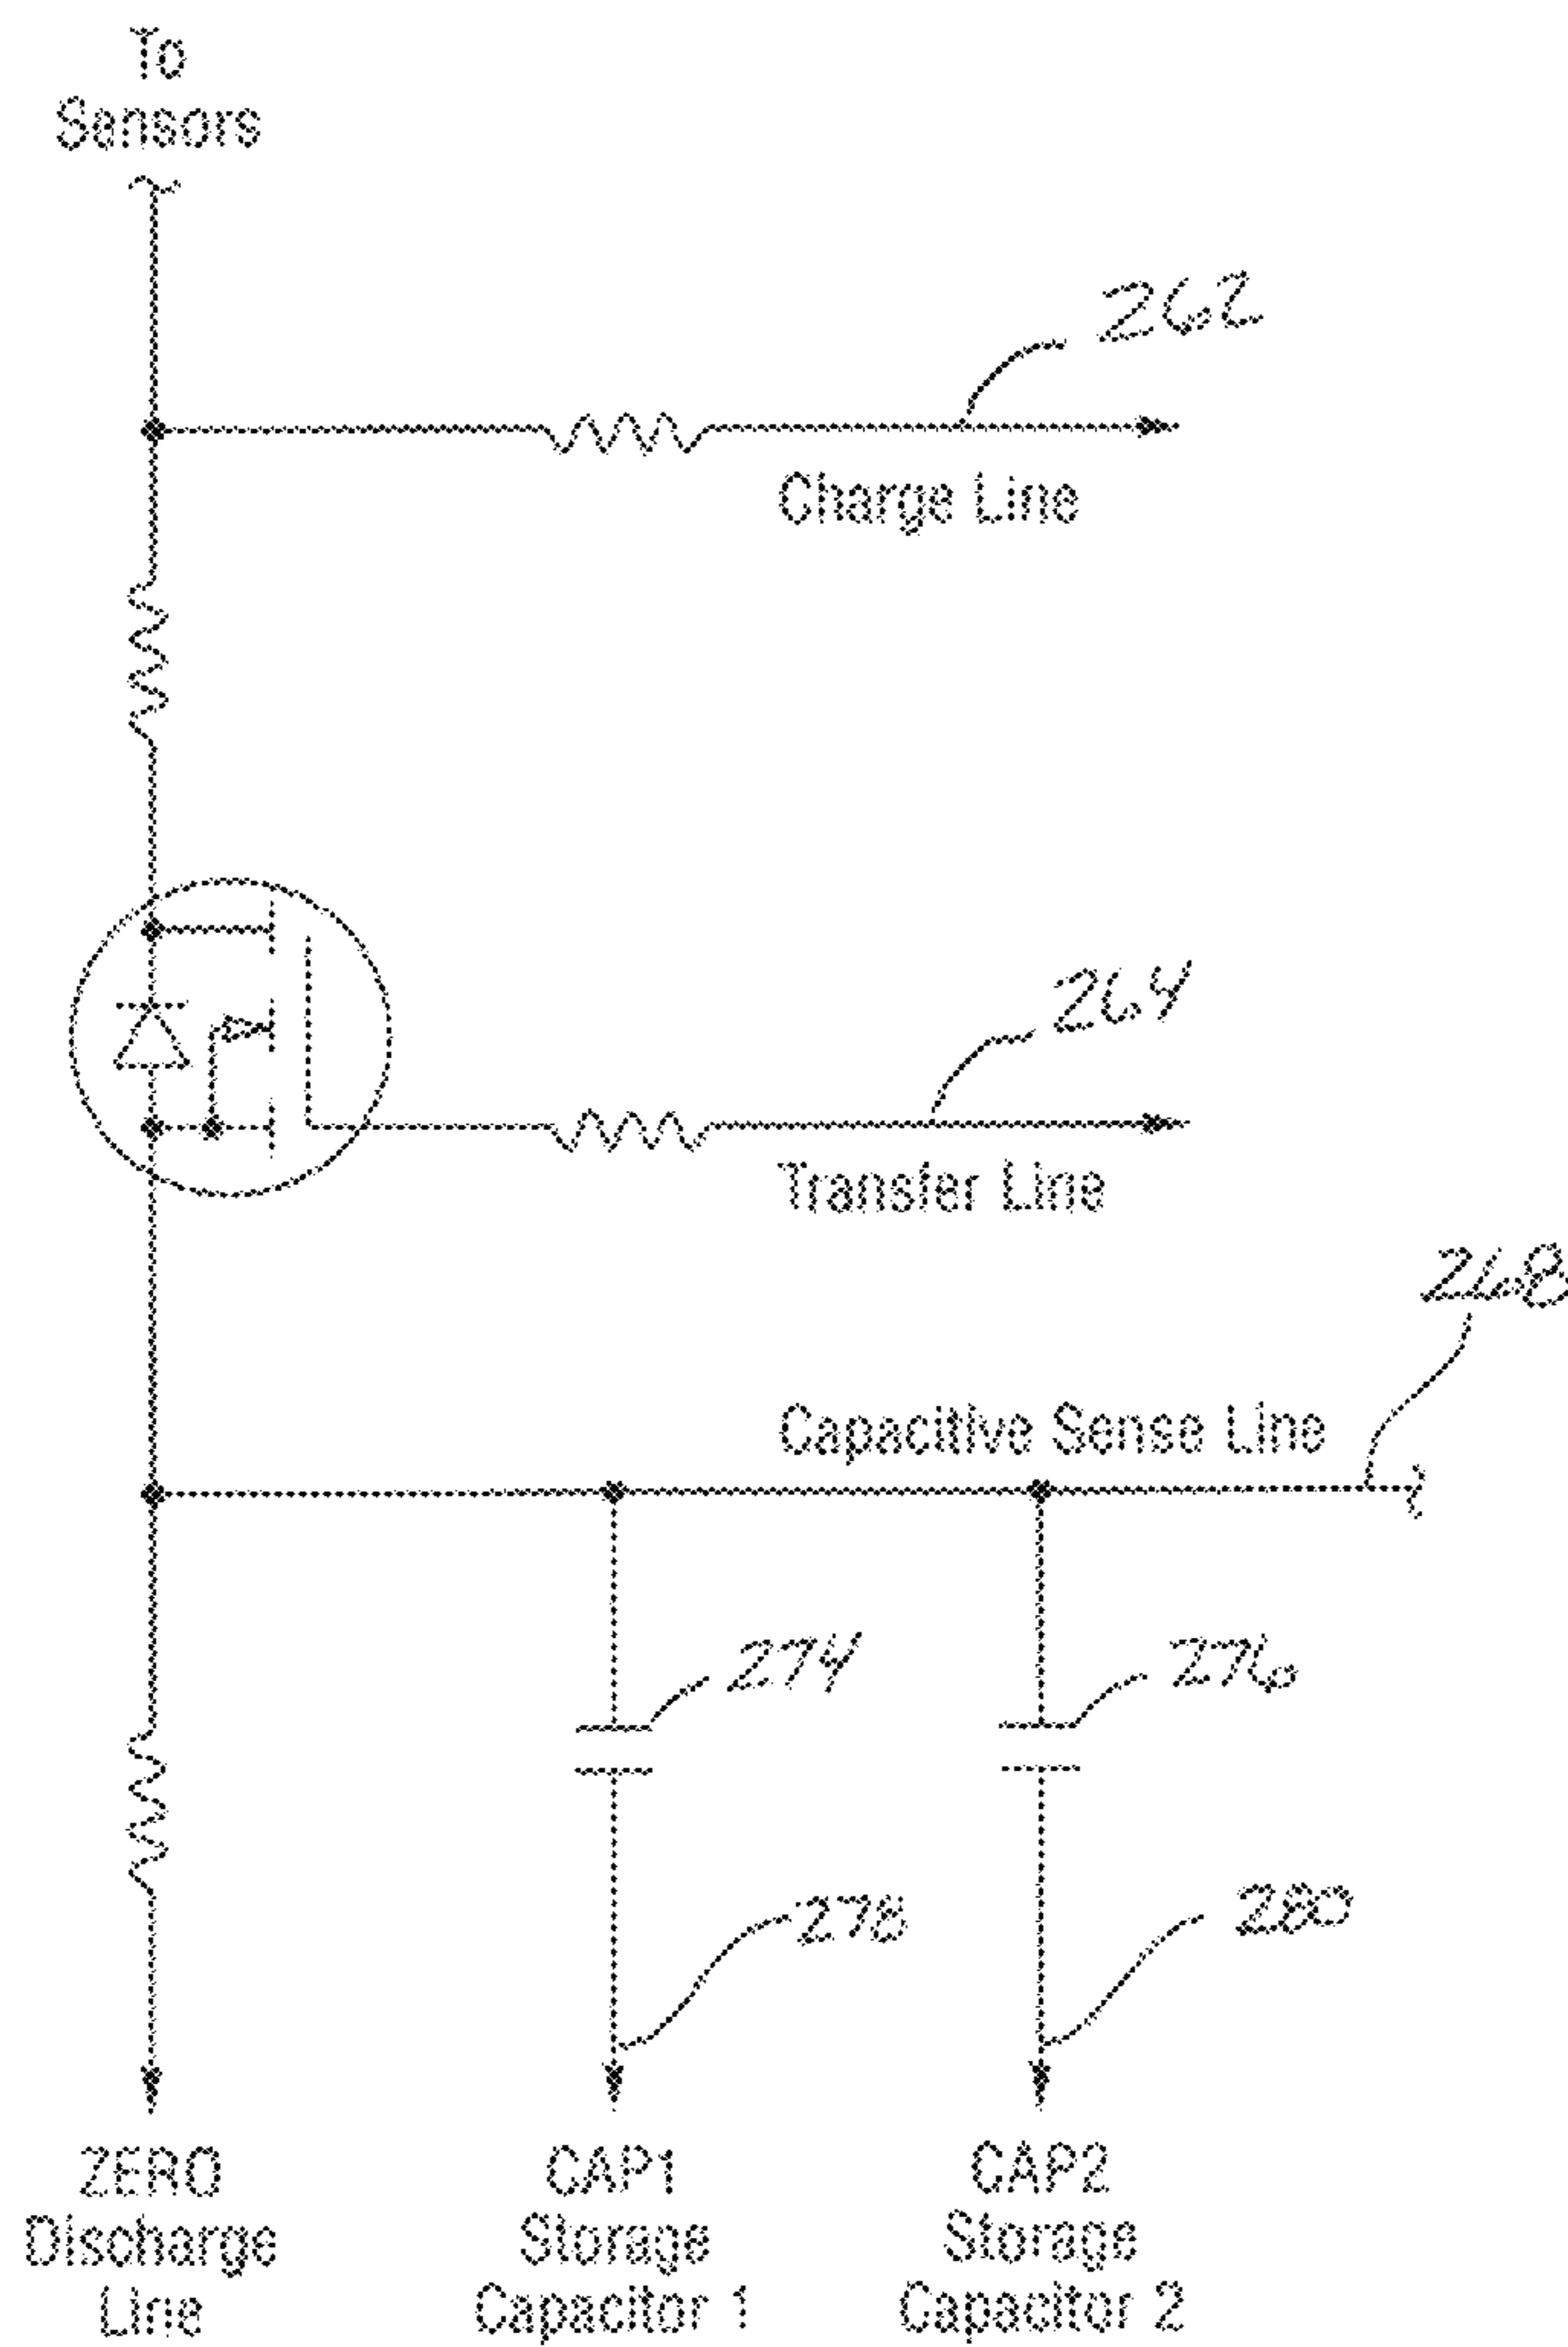 To
Sensors
262
Charge Line
264
Transfer Line
268
Capacitive Sense Line
274
276
278
280
ZERO
Discharge
Line
CAP1
Storage
Capacitor 1
CAP2
Storage
Capacitor 2